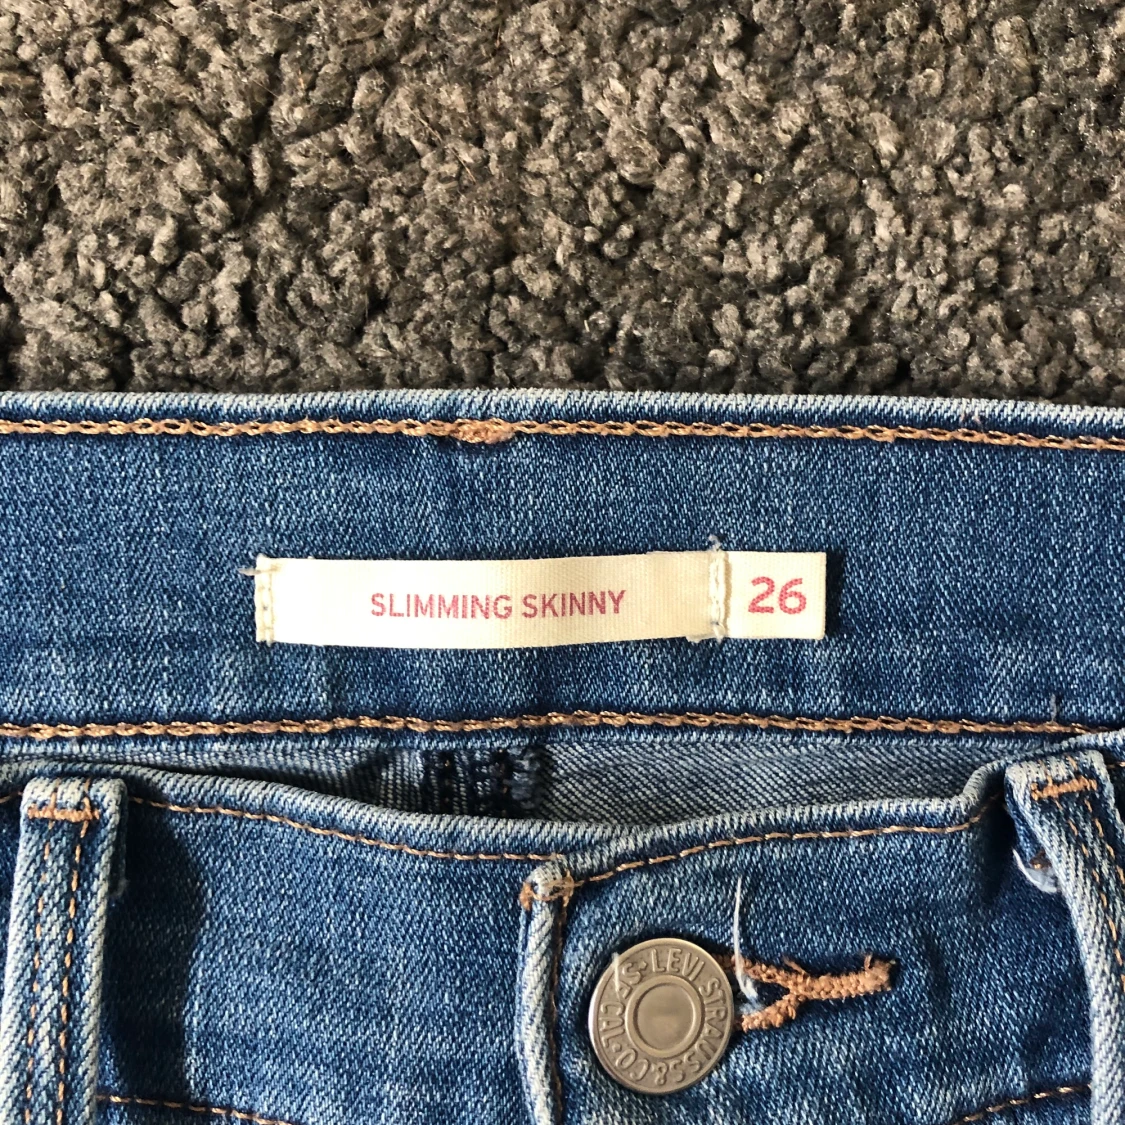 SLIMMING SKINNY 26
LEVI STRAUSS & CO. S.F. CAL.